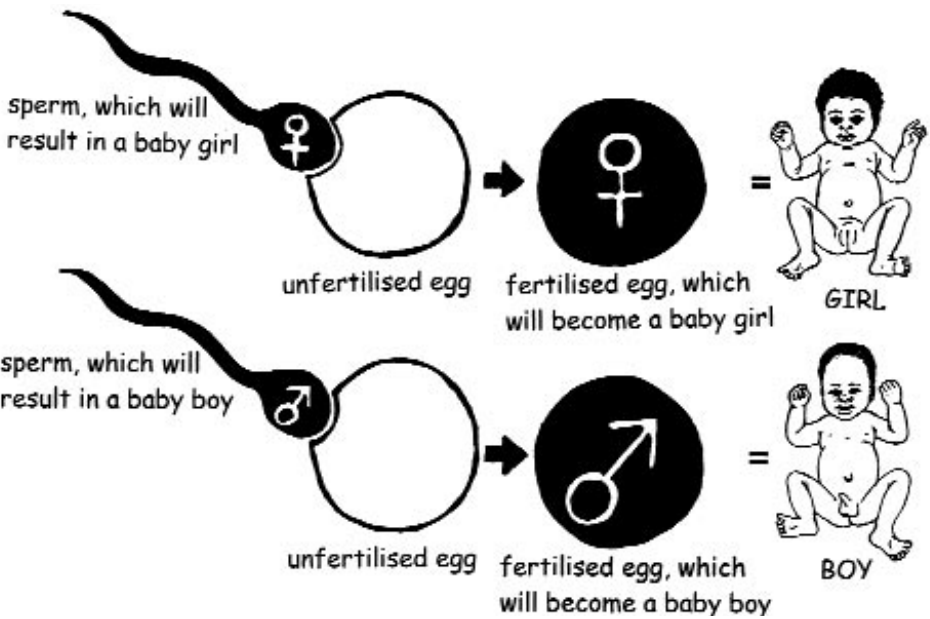 sperm, which will
result in a baby girl
unfertilised egg
fertilised egg, which
will become a baby girl
=
GIRL
sperm, which will
result in a baby boy
unfertilised egg
fertilised egg, which
will become a baby boy
=
BOY